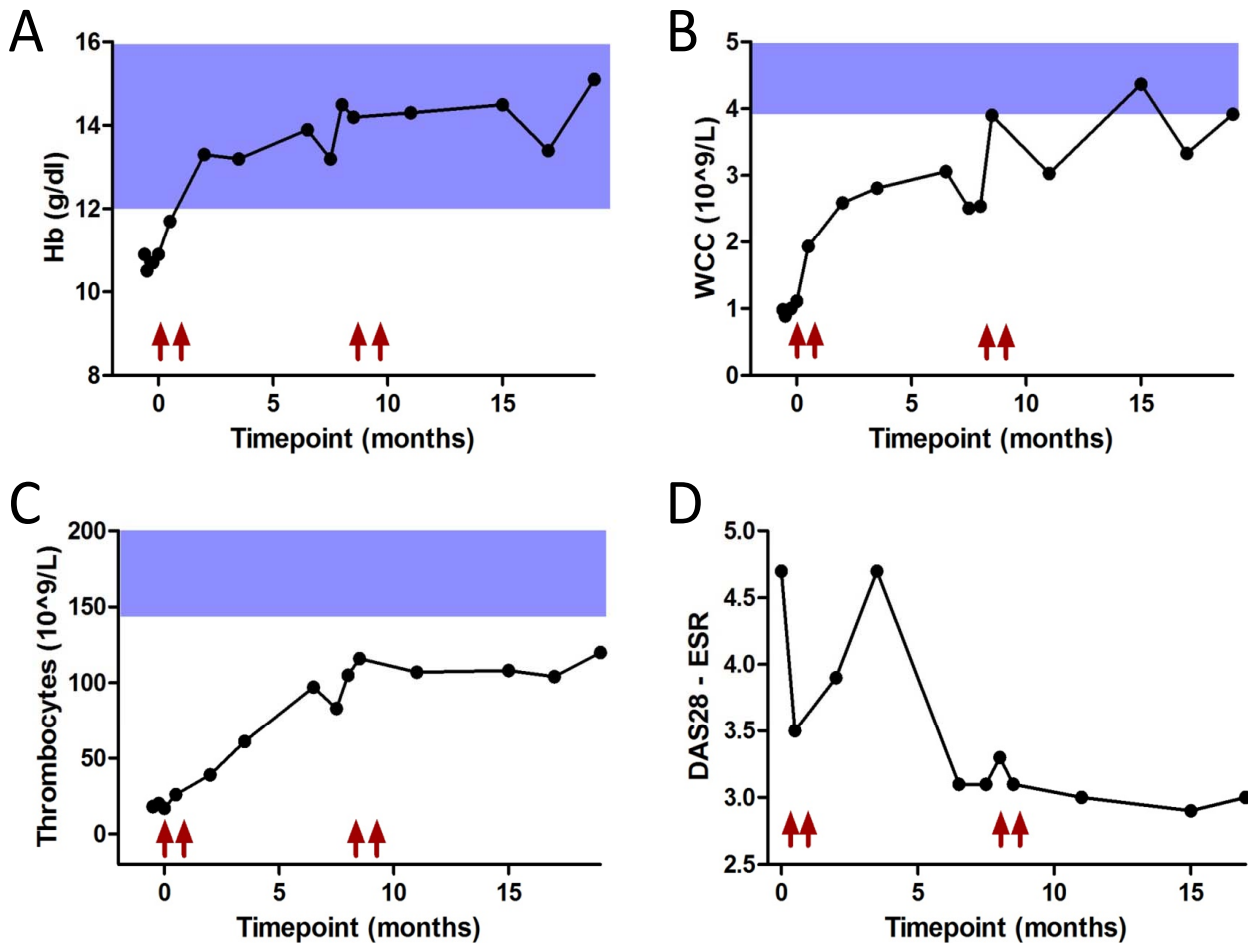 A
Hb (g/dl)
16
14
12
10
8
0 5 10 15
Timepoint (months)
B
WCC (10^9/L)
5
4
3
2
1
0
0 5 10 15
Timepoint (months)
C
Thrombocytes (10^9/L)
200
150
100
50
0
0 5 10 15
Timepoint (months)
D
DAS28 - ESR
5.0
4.5
4.0
3.5
3.0
2.5
0 5 10 15
Timepoint (months)